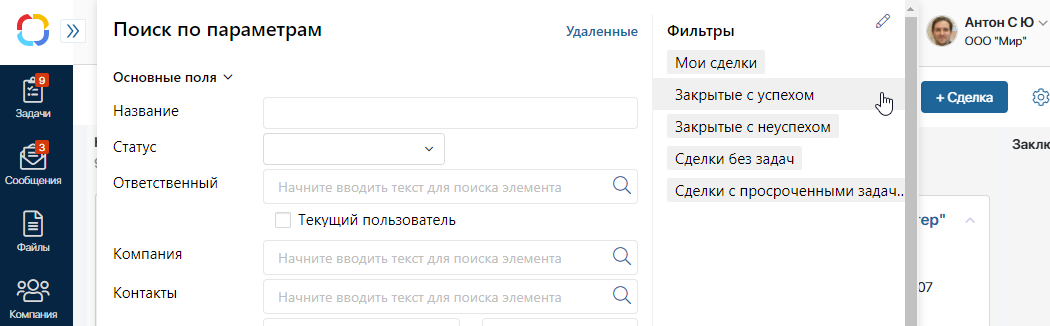 9
Задачи
3
Сообщения
Файлы
Компания
Поиск по параметрам
Удаленные
Основные поля
Название
Статус
Ответственный
Начните вводить текст для поиска элемента
Текущий пользователь
Компания
Начните вводить текст для поиска элемента
Контакты
Начните вводить текст для поиска элемента
Фильтры
Мои сделки
Закрытые с успехом
Закрытые с неуспехом
Сделки без задач
Сделки с просроченными задач..
Антон С Ю
ООО "Мир"
+ Сделка
Заклю
тер"
07